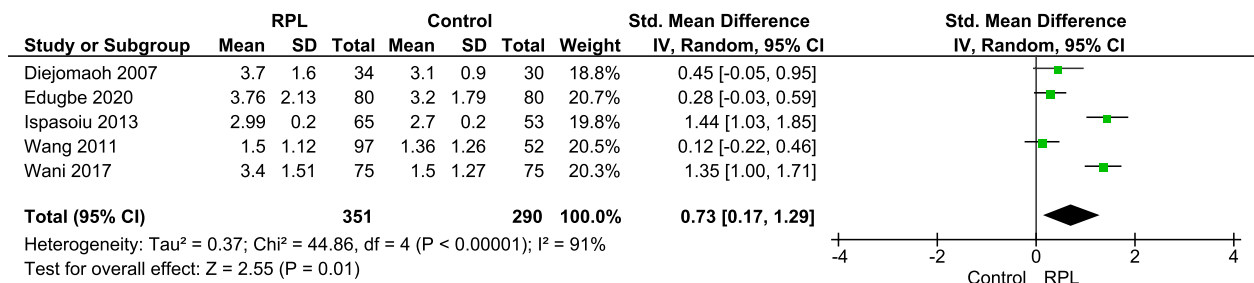 RPL Control Std. Mean Difference Std. Mean Difference
Study or Subgroup Mean SD Total Mean SD Total Weight IV, Random, 95% CI IV, Random, 95% CI
Diejomaoh 2007 3.7 1.6 34 3.1 0.9 30 18.8% 0.45 [-0.05, 0.95]
Edugbe 2020 3.76 2.13 80 3.2 1.79 80 20.7% 0.28 [-0.03, 0.59]
Ispasoiu 2013 2.99 0.2 65 2.7 0.2 53 19.8% 1.44 [1.03, 1.85]
Wang 2011 1.5 1.12 97 1.36 1.26 52 20.5% 0.12 [-0.22, 0.46]
Wani 2017 3.4 1.51 75 1.5 1.27 75 20.3% 1.35 [1.00, 1.71]
Total (95% CI) 351 290 100.0% 0.73 [0.17, 1.29]
Heterogeneity: Tau² = 0.37; Chi² = 44.86, df = 4 (P < 0.00001); I² = 91%
Test for overall effect: Z = 2.55 (P = 0.01)
-4 -2 0 2 4
Control RPL